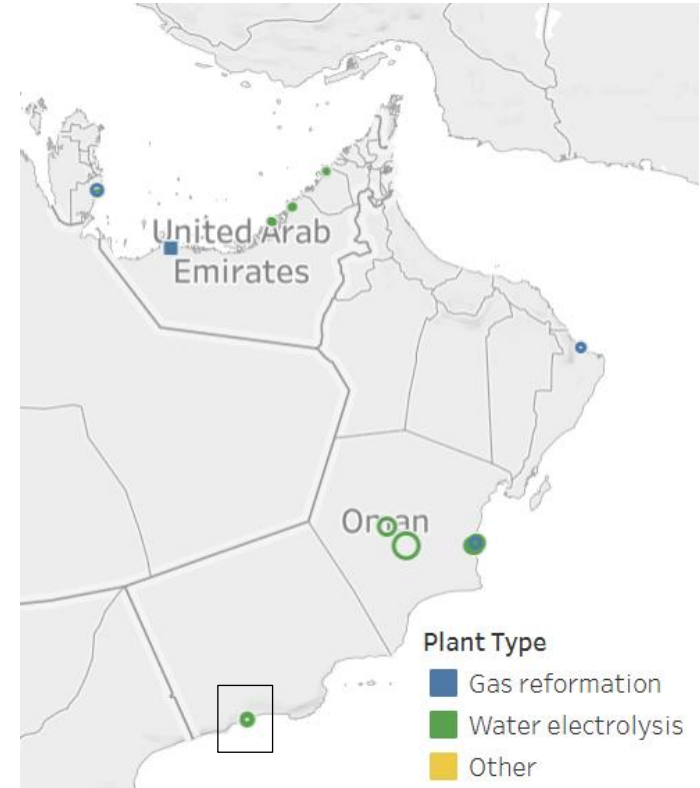 United Arab
Emirates
Oman
Plant Type
Gas reformation
Water electrolysis
Other